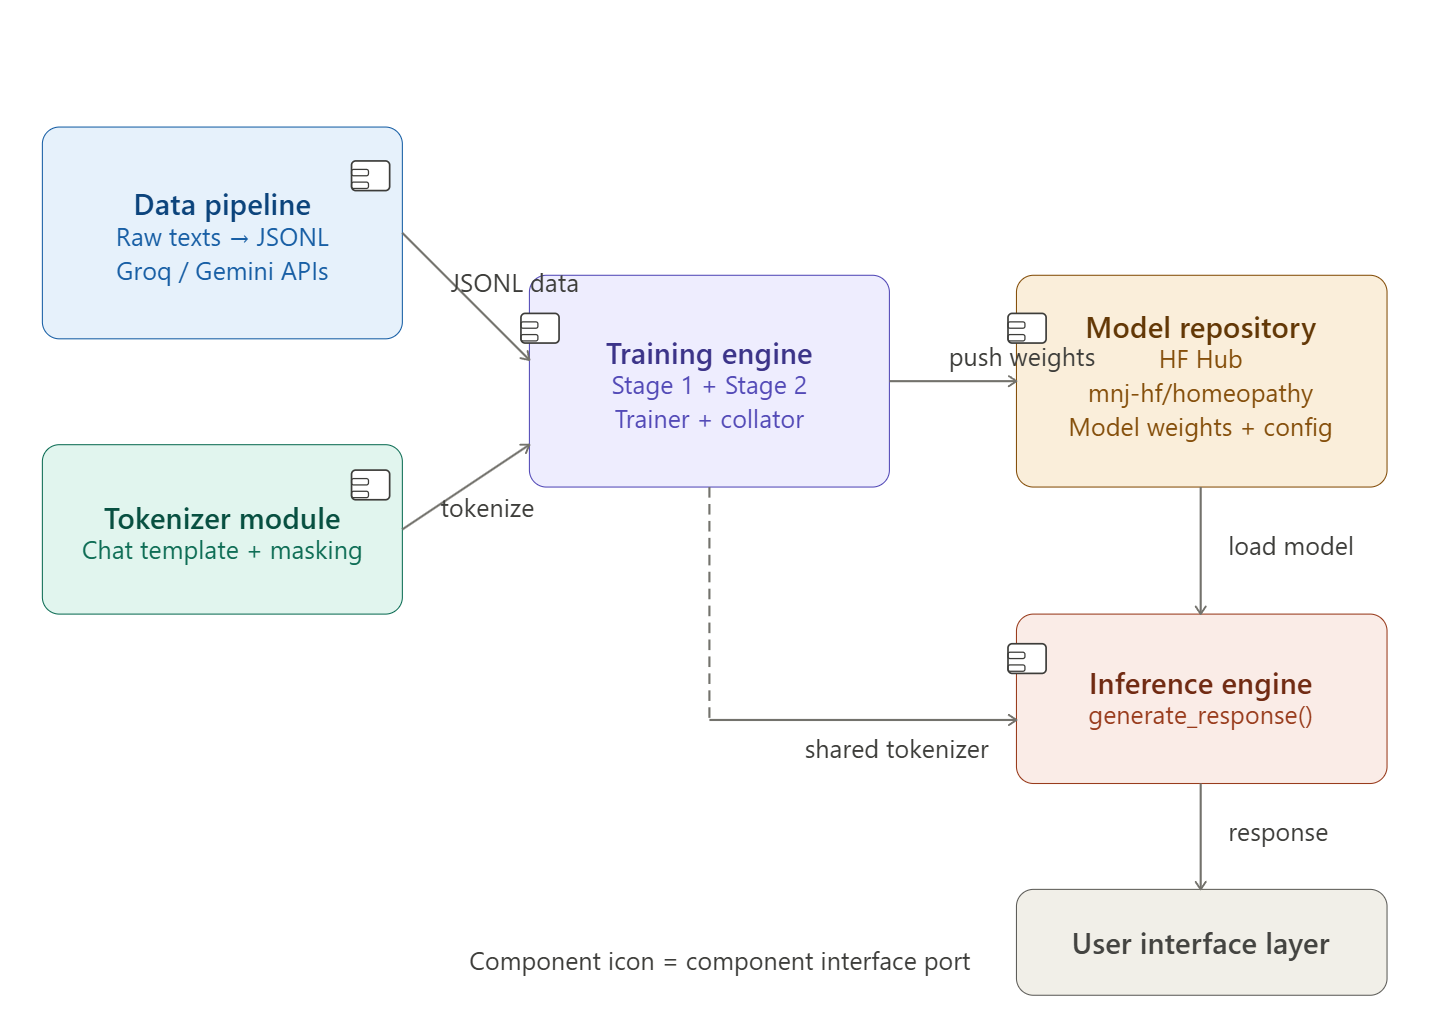 Data pipeline
Raw texts → JSONL
Groq / Gemini APIs
JSONL data
Tokenizer module
Chat template + masking
tokenize
Training engine
Stage 1 + Stage 2
Trainer + collator
push weights
Model repository
HF Hub
mnj-hf/homeopathy
Model weights + config
load model
shared tokenizer
Inference engine
generate_response()
response
User interface layer
Component icon = component interface port